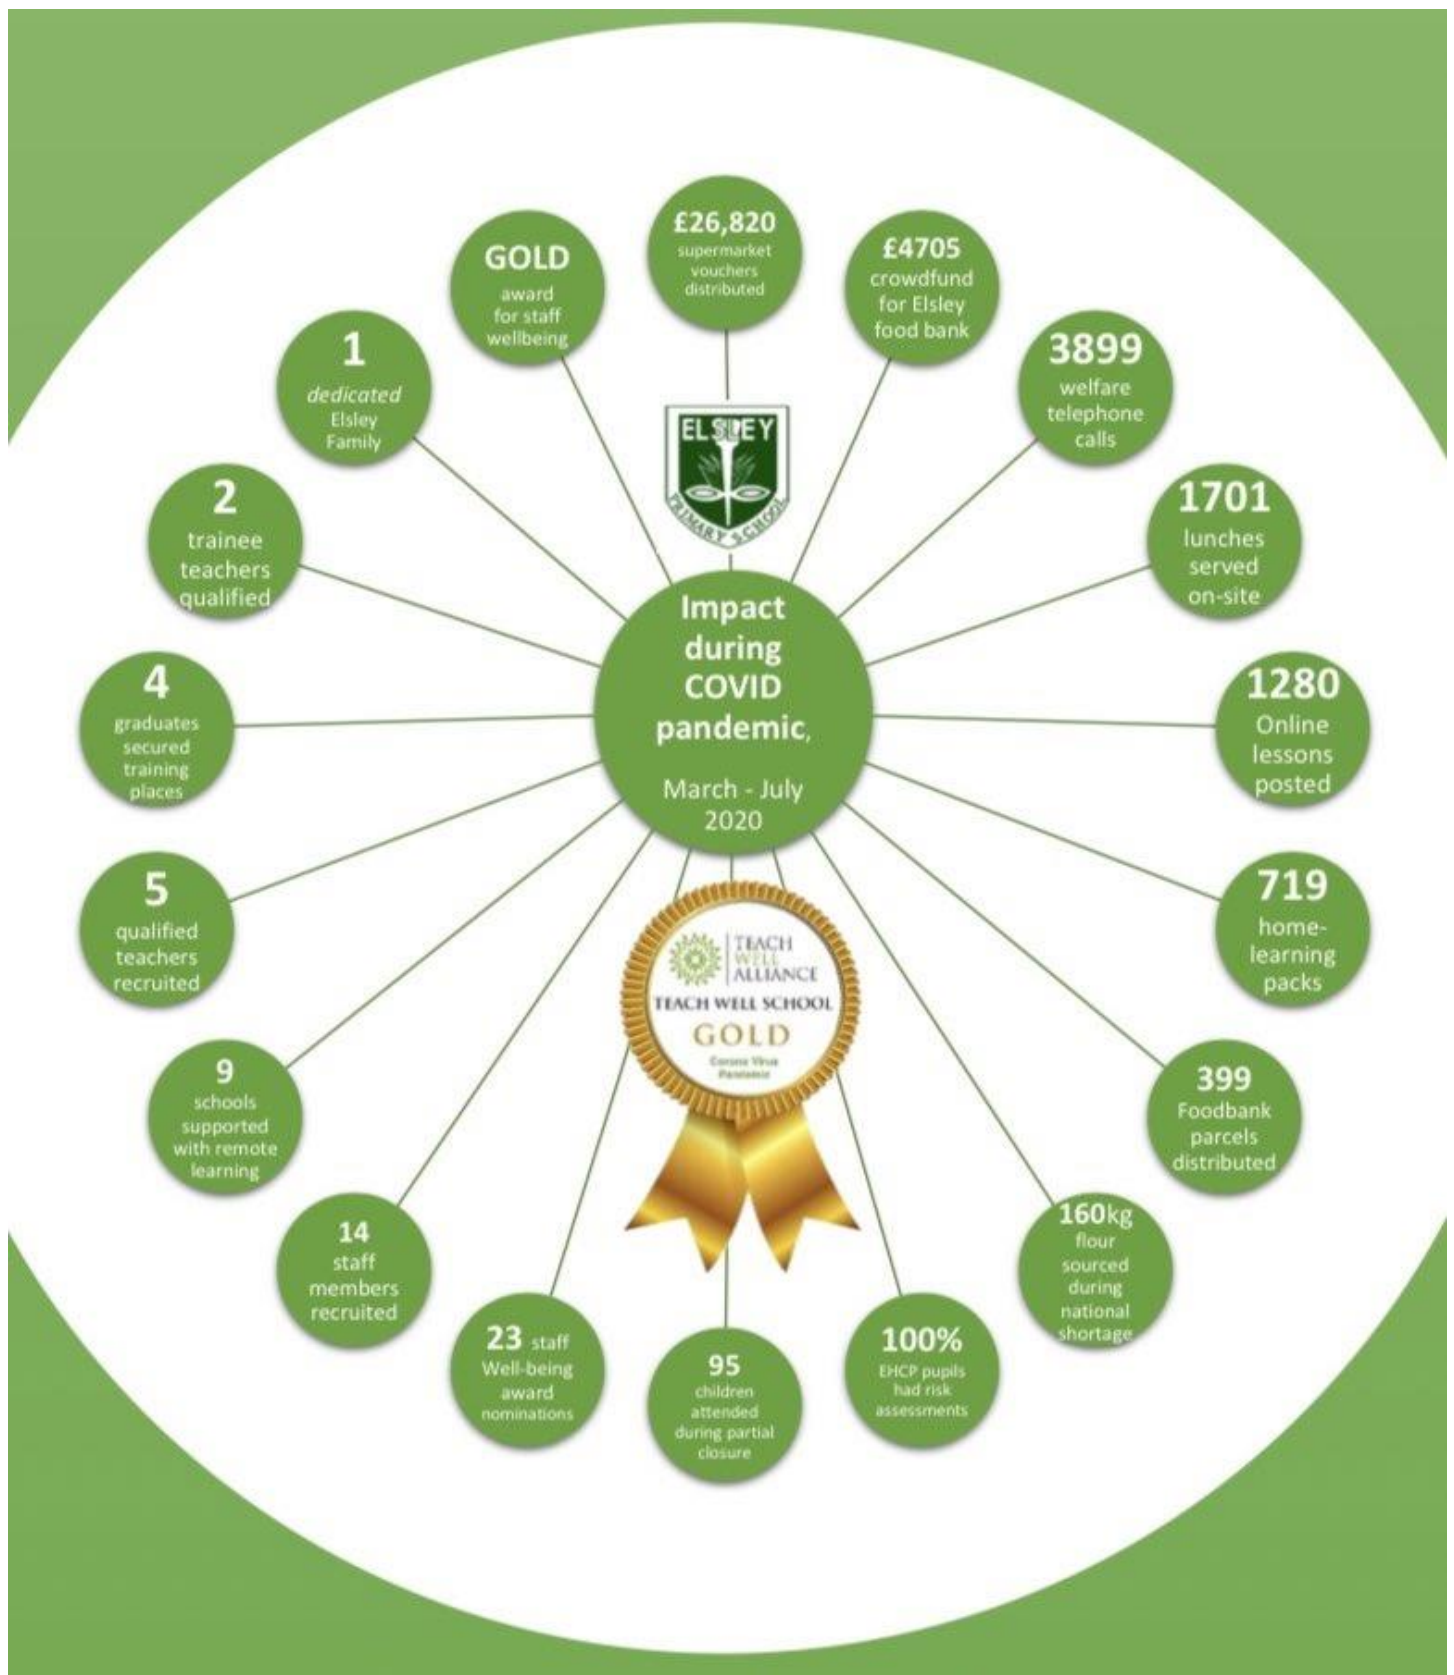 £26,820
supermarket
vouchers
distributed
£4705
crowdfund
for Elsley
food bank
3899
welfare
telephone
calls
1701
lunches
served
on-site
1280
Online
lessons
posted
719
home-
learning
packs
399
Foodbank
parcels
distributed
160kg
flour
sourced
during
national
shortage
100%
EHCP pupils
had risk
assessments
95
children
attended
during partial
closure
23 staff
Well-being
award
nominations
14
staff
members
recruited
9
schools
supported
with remote
learning
5
qualified
teachers
recruited
4
graduates
secured
training
places
2
trainee
teachers
qualified
1
dedicated
Elsley
Family
GOLD
award
for staff
wellbeing
ELSLEY
PRIMARY SCHOOL
Impact
during
COVID
pandemic,
March - July
2020
TEACH
WELL
ALLIANCE
TEACH WELL SCHOOL
GOLD
Corona Virus
Pandemic